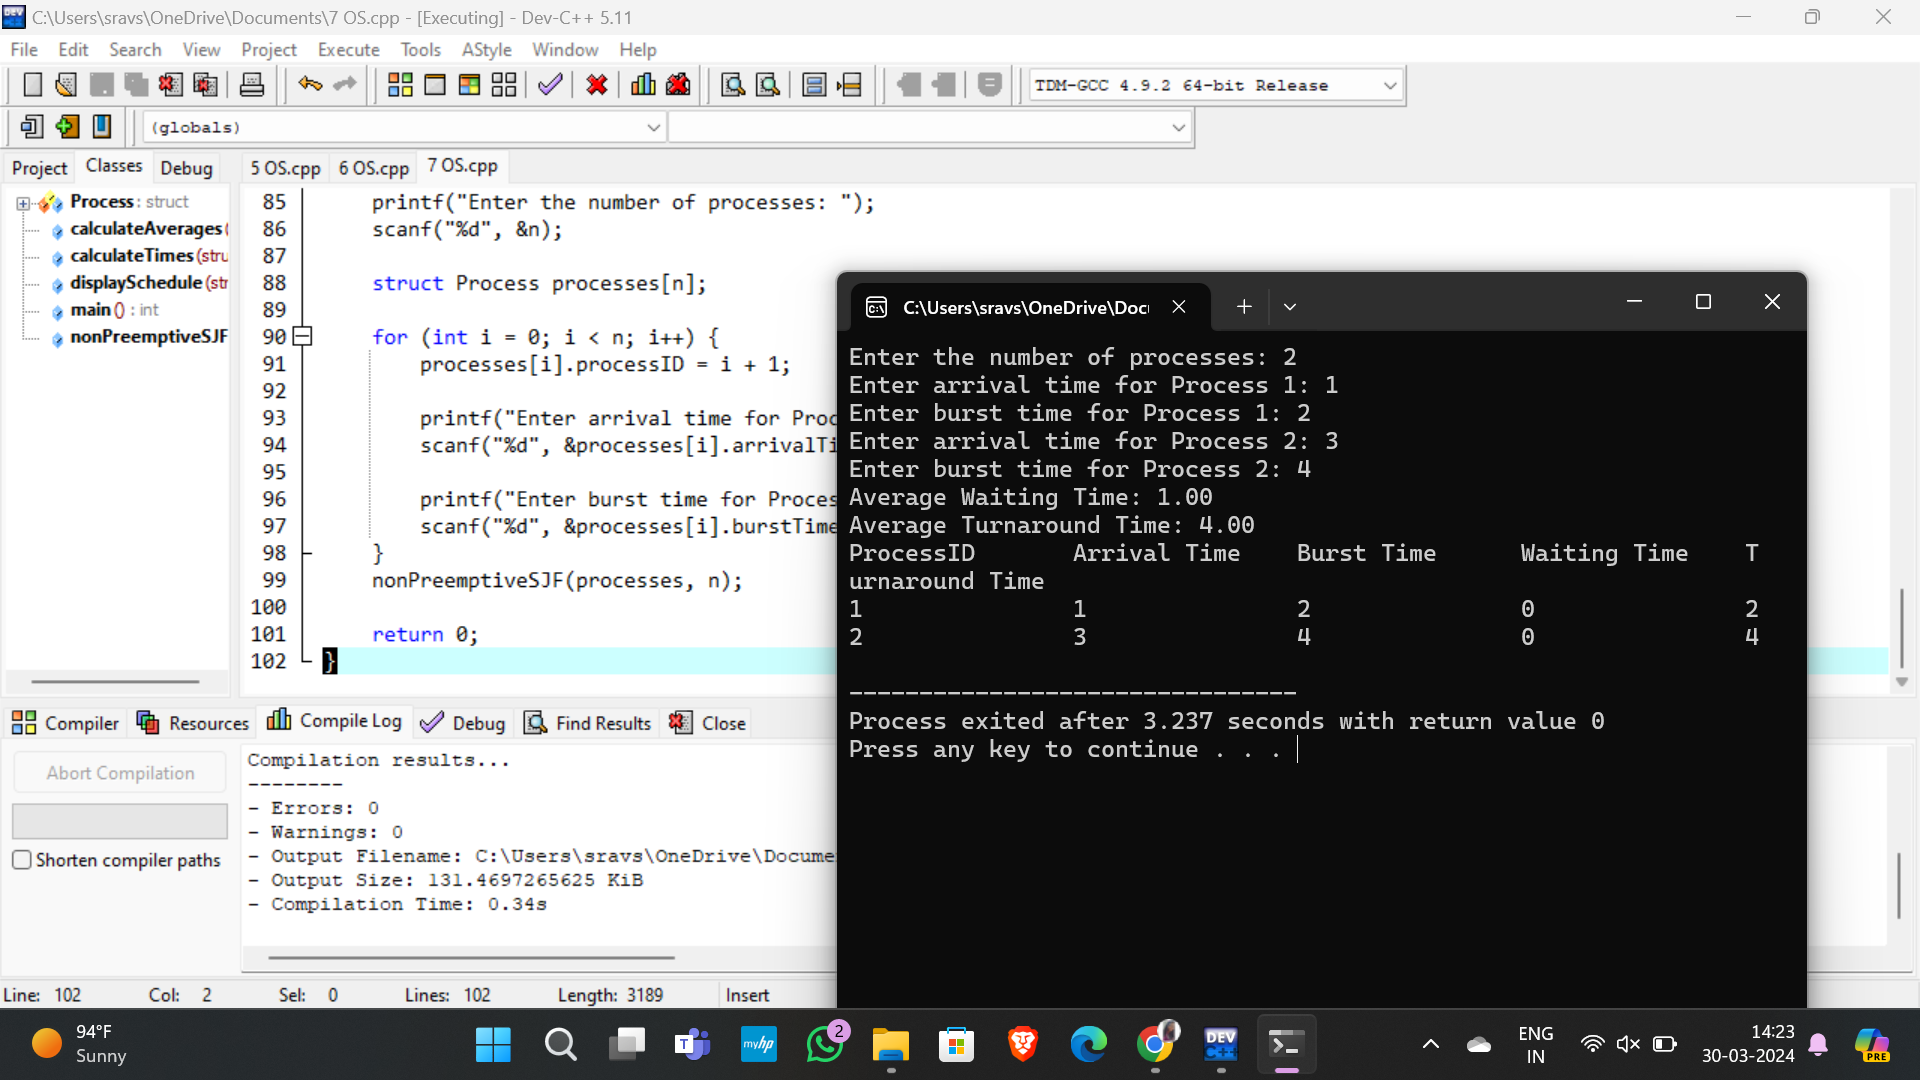 C:\Users\sravs\OneDrive\Documents\7 OS.cpp - [Executing] - Dev-C++ 5.11
File Edit Search View Project Execute Tools AStyle Window Help
TDM-GCC 4.9.2 64-bit Release
(globals)
Project Classes Debug
5 OS.cpp 6 OS.cpp 7 OS.cpp
Process : struct
calculateAverages (
calculateTimes (stru
displaySchedule (str
main () : int
nonPreemptiveSJF
85 printf("Enter the number of processes: ");
86 scanf("%d", &n);
87
88 struct Process processes[n];
89
90 for (int i = 0; i < n; i++) {
91 processes[i].processID = i + 1;
92
93 printf("Enter arrival time for Proc
94 scanf("%d", &processes[i].arrivalTi
95
96 printf("Enter burst time for Proces
97 scanf("%d", &processes[i].burstTime
98 }
99 nonPreemptiveSJF(processes, n);
100
101 return 0;
102 }
C:\Users\sravs\OneDrive\Doc
Enter the number of processes: 2
Enter arrival time for Process 1: 1
Enter burst time for Process 1: 2
Enter arrival time for Process 2: 3
Enter burst time for Process 2: 4
Average Waiting Time: 1.00
Average Turnaround Time: 4.00
ProcessID Arrival Time Burst Time Waiting Time T
urnaround Time
1 1 2 0 2
2 3 4 0 4
--------------------------------
Process exited after 3.237 seconds with return value 0
Press any key to continue . . .
Compiler Resources Compile Log Debug Find Results Close
Abort Compilation
Shorten compiler paths
Compilation results...
--------
- Errors: 0
- Warnings: 0
- Output Filename: C:\Users\sravs\OneDrive\Docume
- Output Size: 131.4697265625 KiB
- Compilation Time: 0.34s
Line: 102 Col: 2 Sel: 0 Lines: 102 Length: 3189 Insert
94°F
Sunny
myhp
2
DEV
C++
ENG
IN
14:23
30-03-2024
PRE